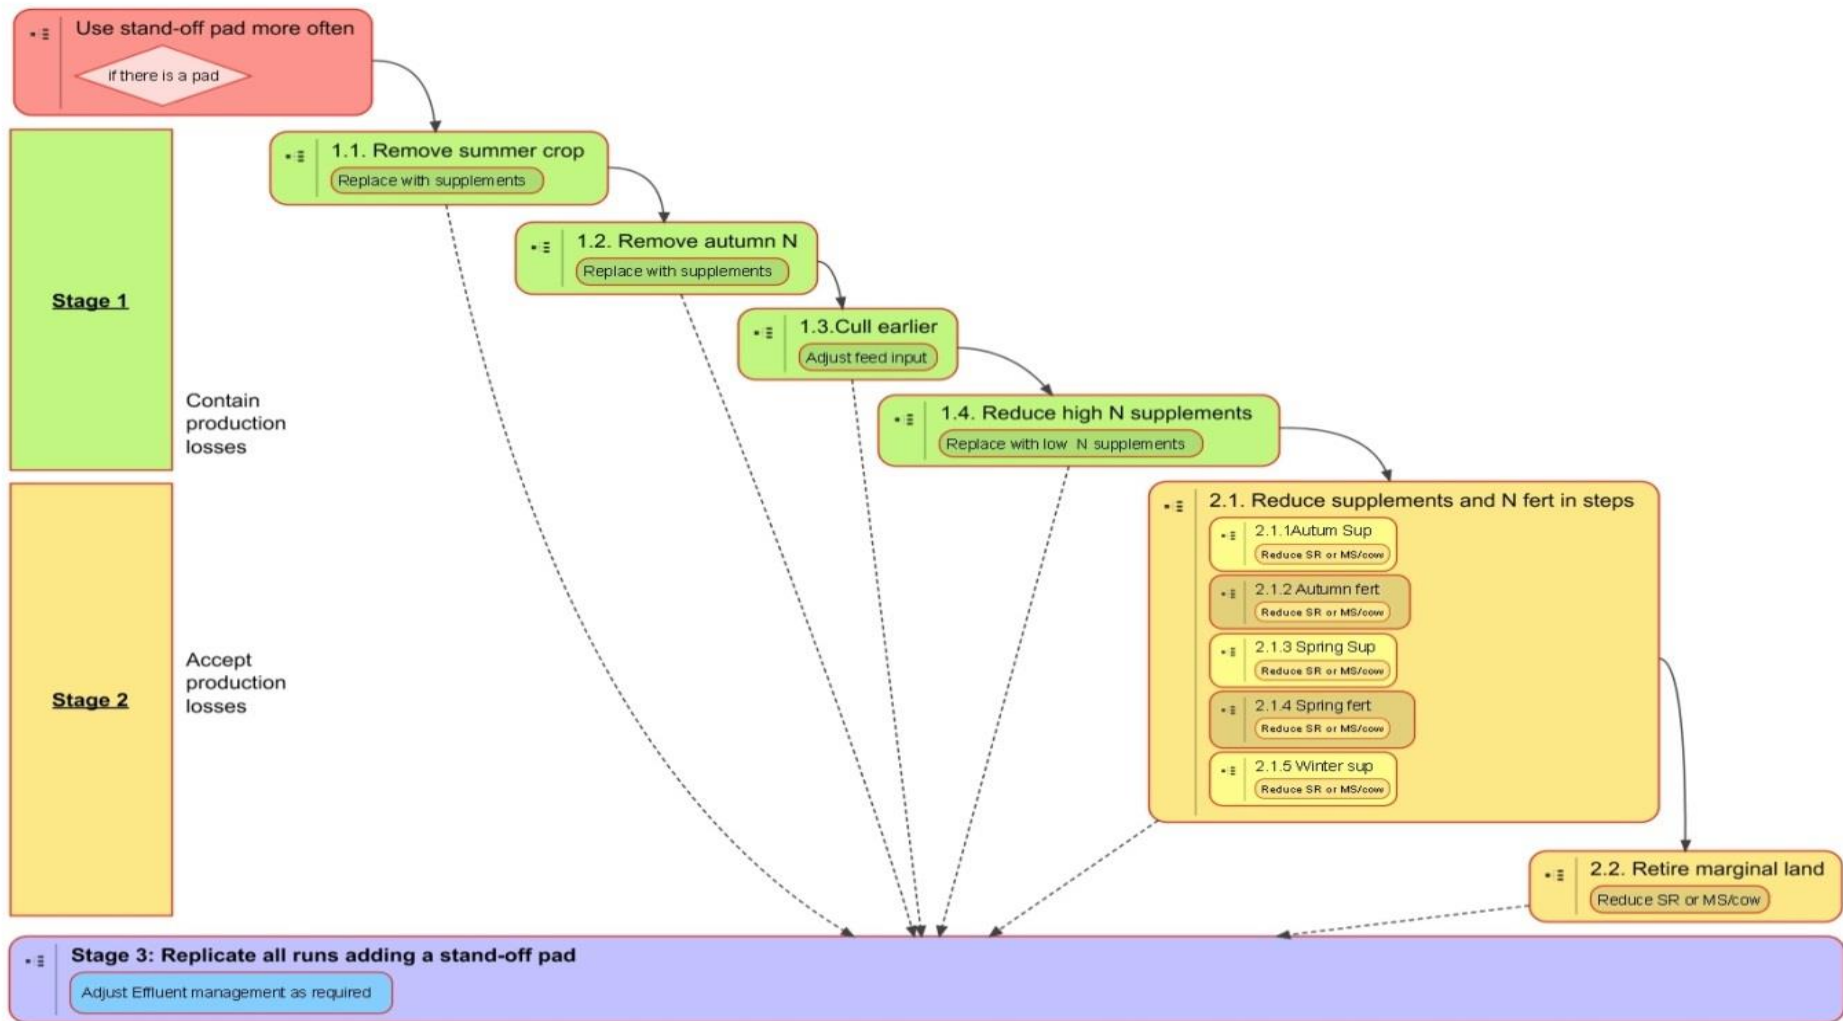 Use stand-off pad more often
if there is a pad
1.1. Remove summer crop
Replace with supplements
1.2. Remove autumn N
Replace with supplements
Stage 1
1.3.Cull earlier
Adjust feed input
Contain
production
losses
1.4. Reduce high N supplements
Replace with low N supplements
2.1. Reduce supplements and N fert in steps
2.1.1Autum Sup
Reduce SR or MS/cow
2.1.2 Autumn fert
Reduce SR or MS/cow
2.1.3 Spring Sup
Reduce SR or MS/cow
2.1.4 Spring fert
Reduce SR or MS/cow
2.1.5 Winter sup
Reduce SR or MS/cow
Accept
production
losses
Stage 2
2.2. Retire marginal land
Reduce SR or MS/cow
Stage 3: Replicate all runs adding a stand-off pad
Adjust Effluent management as required